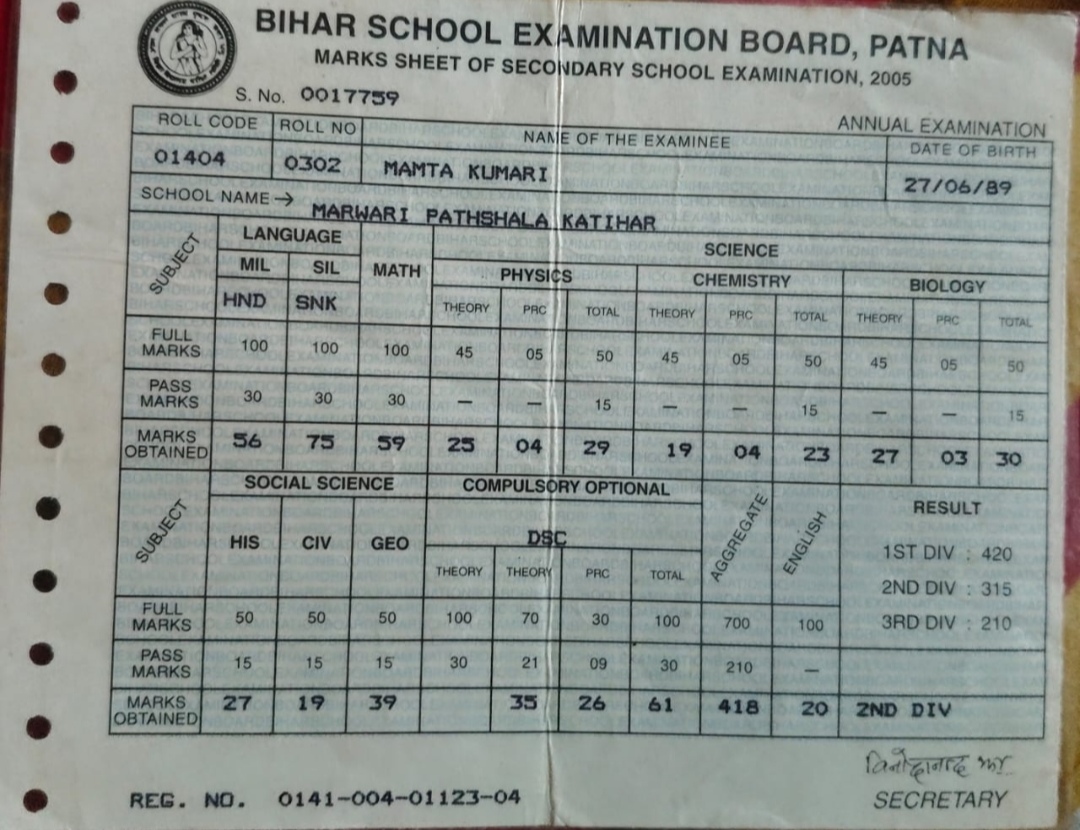 BIHAR SCHOOL EXAMINATION BOARD, PATNA
MARKS SHEET OF SECONDARY SCHOOL EXAMINATION, 2005
S. No. 0017759
ANNUAL EXAMINATION
ROLL CODE ROLL NO NAME OF THE EXAMINEE DATE OF BIRTH
01404 0302 MAMTA KUMARI 27/06/89
SCHOOL NAME → MARWARI PATHSHALA KATIHAR
SUBJECT LANGUAGE MATH SCIENCE
MIL SIL PHYSICS CHEMISTRY BIOLOGY
HND SNK THEORY PRC TOTAL THEORY PRC TOTAL THEORY PRC TOTAL
FULL MARKS 100 100 100 45 05 50 45 05 50 45 05 50
PASS MARKS 30 30 30 — — 15 — — 15 — — 15
MARKS OBTAINED 56 75 59 25 04 29 19 04 23 27 03 30
SUBJECT SOCIAL SCIENCE COMPULSORY OPTIONAL AGGREGATE ENGLISH RESULT
HIS CIV GEO DSC 1ST DIV : 420
THEORY THEORY PRC TOTAL 2ND DIV : 315
FULL MARKS 50 50 50 100 70 30 100 700 100 3RD DIV : 210
PASS MARKS 15 15 15 30 21 09 30 210 —
MARKS OBTAINED 27 19 39 35 26 61 418 20 2ND DIV
विनोदानन्द झा
REG. NO. 0141-004-01123-04 SECRETARY